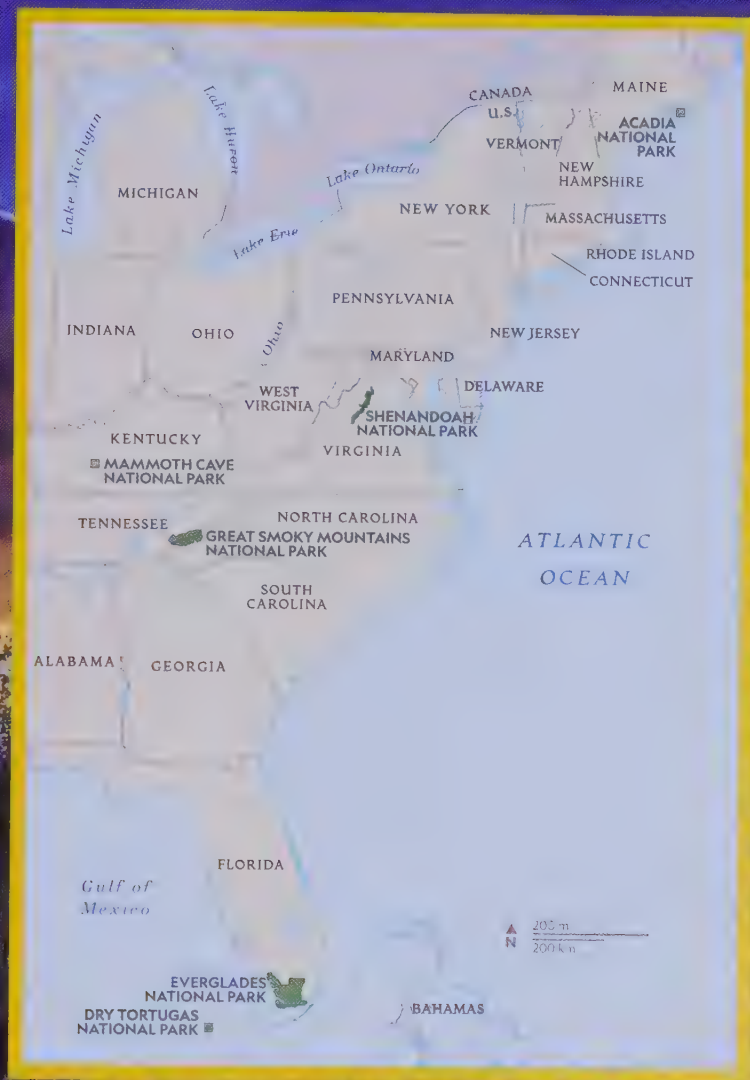 Lake Michigan
Lake Huron
MICHIGAN
Lake Ontario
Lake Erie
CANADA
U.S.
MAINE
ACADIA
NATIONAL
PARK
VERMONT
NEW
HAMPSHIRE
NEW YORK
MASSACHUSETTS
RHODE ISLAND
CONNECTICUT
PENNSYLVANIA
INDIANA
OHIO
Ohio
NEW JERSEY
MARYLAND
DELAWARE
WEST
VIRGINIA
SHENANDOAH
NATIONAL PARK
VIRGINIA
KENTUCKY
MAMMOTH CAVE
NATIONAL PARK
TENNESSEE
NORTH CAROLINA
GREAT SMOKY MOUNTAINS
NATIONAL PARK
ATLANTIC
OCEAN
SOUTH
CAROLINA
ALABAMA
GEORGIA
FLORIDA
Gulf of
Mexico
200 m
N
200 km
EVERGLADES
NATIONAL PARK
DRY TORTUGAS
NATIONAL PARK
BAHAMAS